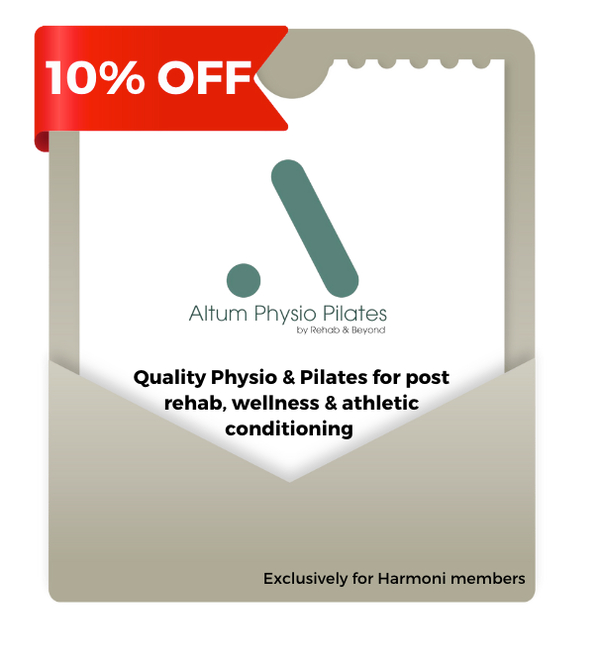 10% OFF
Altum Physio Pilates
by Rehab & Beyond
Quality Physio & Pilates for post
rehab, wellness & athletic
conditioning
Exclusively for Harmoni members